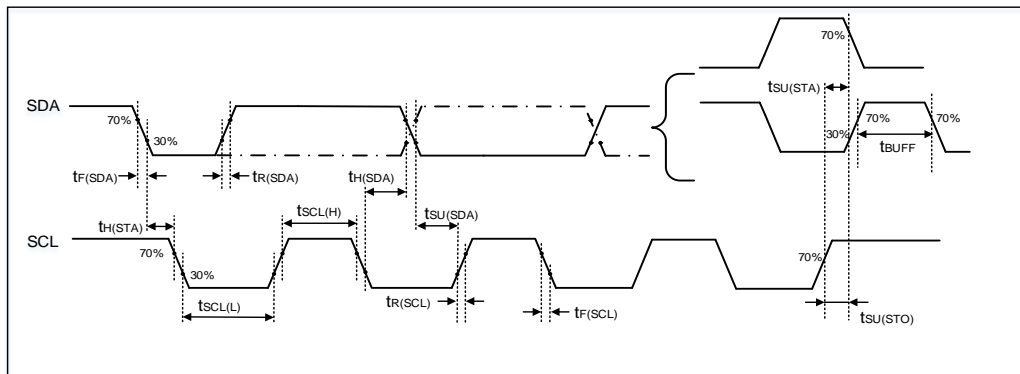 70%
tSU(STA)
SDA
70%
30%
30%
70%
70%
tBUFF
tF(SDA)
tR(SDA)
tH(SDA)
tH(STA)
tSCL(H)
tSU(SDA)
SCL
70%
30%
70%
tSCL(L)
tR(SCL)
tF(SCL)
tSU(STO)